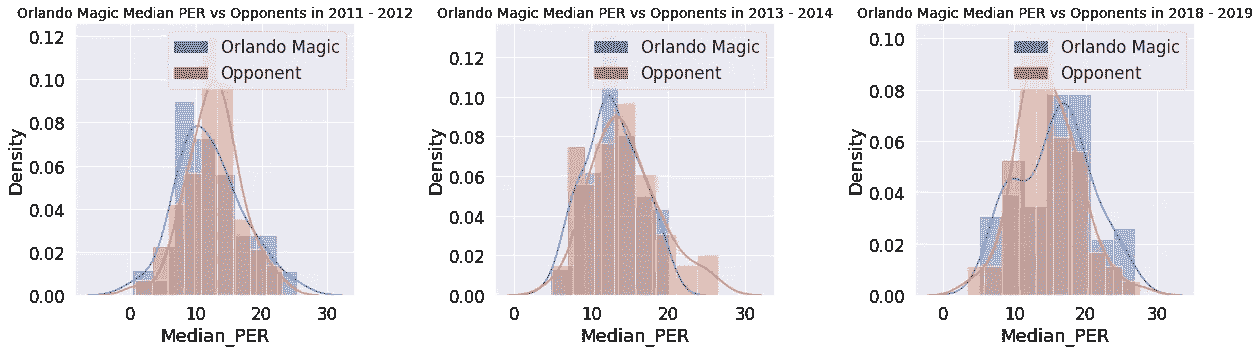 Orlando Magic Median PER vs Opponents in 2011 - 2012
0.12
0.10
0.08
0.06
0.04
0.02
0.00
Density
Orlando Magic
Opponent
0
10
20
30
Median_PER
Orlando Magic Median PER vs Opponents in 2013 - 2014
0.12
0.10
0.08
0.06
0.04
0.02
0.00
Density
Orlando Magic
Opponent
0
10
20
30
Median_PER
Orlando Magic Median PER vs Opponents in 2018 - 2019
0.10
0.08
0.06
0.04
0.02
0.00
Density
Orlando Magic
Opponent
0
10
20
30
Median_PER